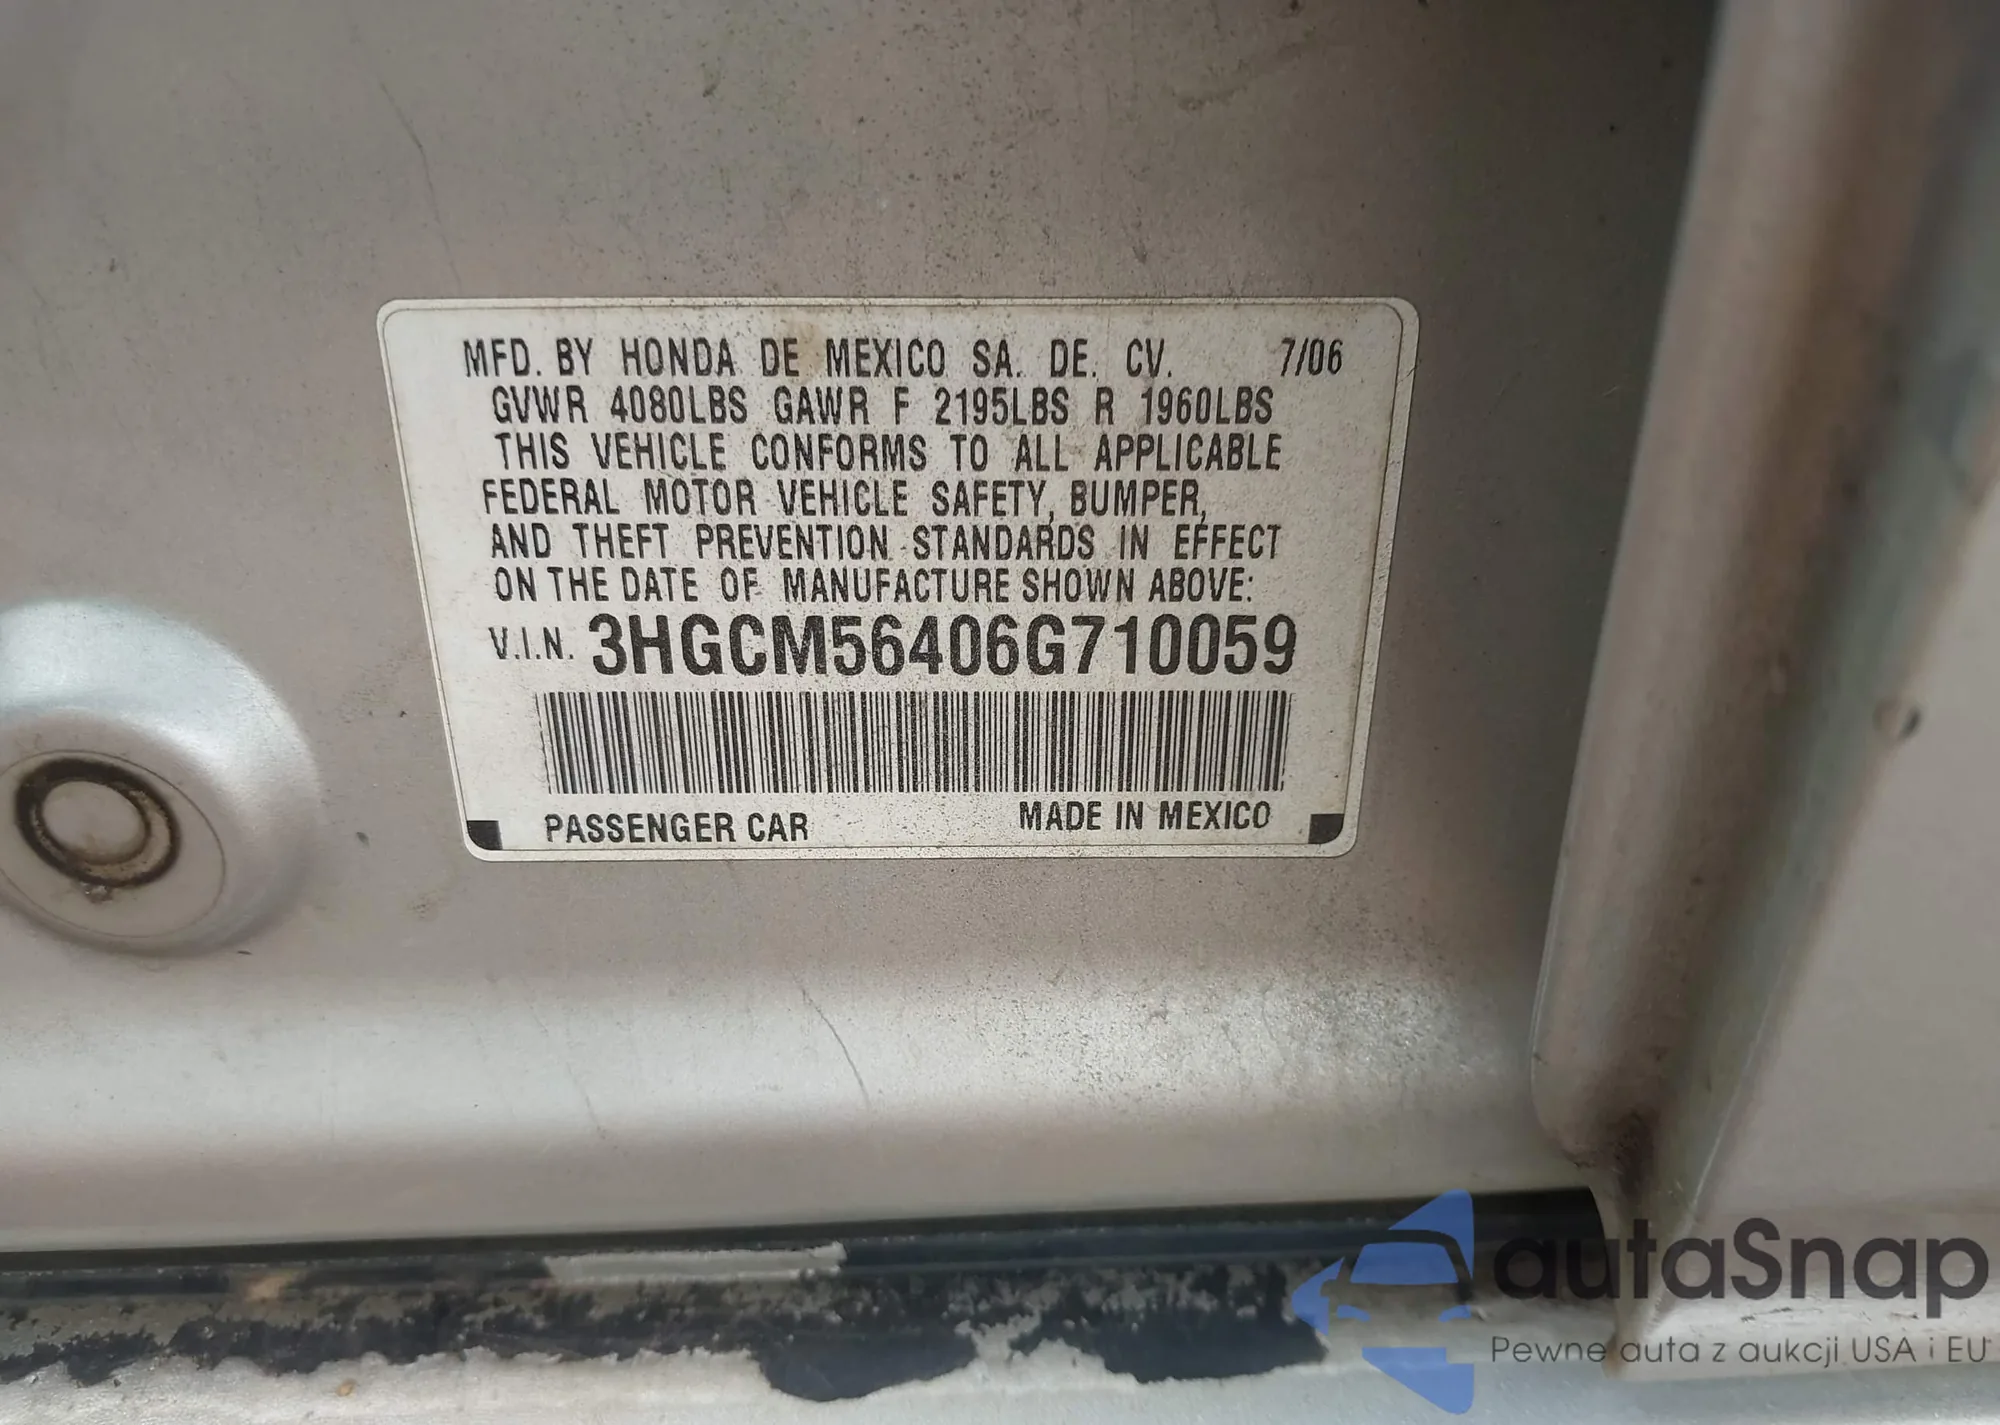 MFD. BY HONDA DE MEXICO SA. DE. CV. 7/06
GVWR 4080LBS GAWR F 2195LBS R 1960LBS
THIS VEHICLE CONFORMS TO ALL APPLICABLE
FEDERAL MOTOR VEHICLE SAFETY, BUMPER,
AND THEFT PREVENTION STANDARDS IN EFFECT
ON THE DATE OF MANUFACTURE SHOWN ABOVE:
V.I.N. 3HGCM56406G710059
PASSENGER CAR MADE IN MEXICO
autaSnap
Pewne auta z aukcji USA i EU